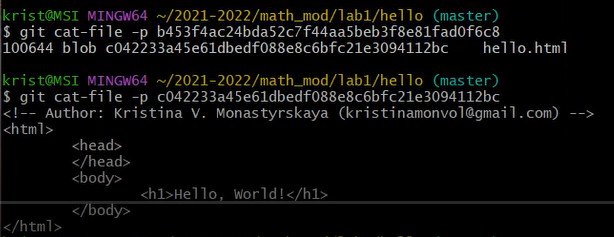 krist@MSI MINGW64 ~/2021-2022/math_mod/lab1/hello (master)
$ git cat-file -p b453f4ac24bda52c7f44aa5beb3f8e81fad0f6c8
100644 blob c042233a45e61dbedf088e8c6bfc21e3094112bc    hello.html

krist@MSI MINGW64 ~/2021-2022/math_mod/lab1/hello (master)
$ git cat-file -p c042233a45e61dbedf088e8c6bfc21e3094112bc
<!-- Author: Kristina V. Monastyrskaya (kristinamonvol@gmail.com) -->
<html>
        <head>
        </head>
        <body>
                <h1>Hello, World!</h1>
        </body>
</html>